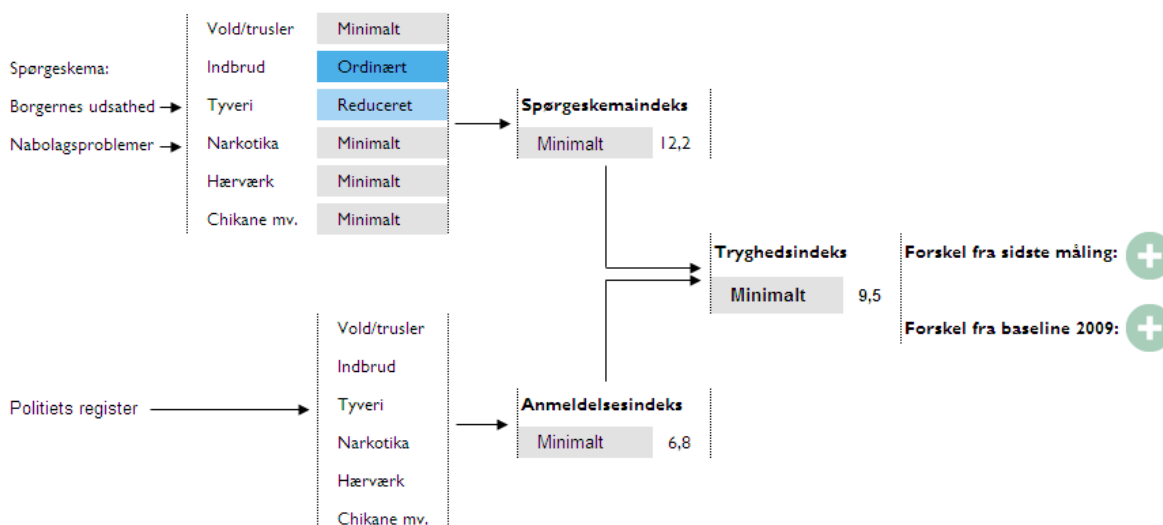 Vold/trusler Minimalt
Spørgeskema:
Indbrud Ordinært
Borgernes udsathed
Tyveri Reduceret
Nabolagsproblemer
Narkotika Minimalt
Hærværk Minimalt
Chikane mv. Minimalt
Spørgeskemaindeks
Minimalt 12,2
Tryghedsindeks
Minimalt 9,5
Forskel fra sidste måling:
Forskel fra baseline 2009:
Politiets register
Vold/trusler
Indbrud
Tyveri
Narkotika
Hærværk
Chikane mv.
Anmeldelsesindeks
Minimalt 6,8